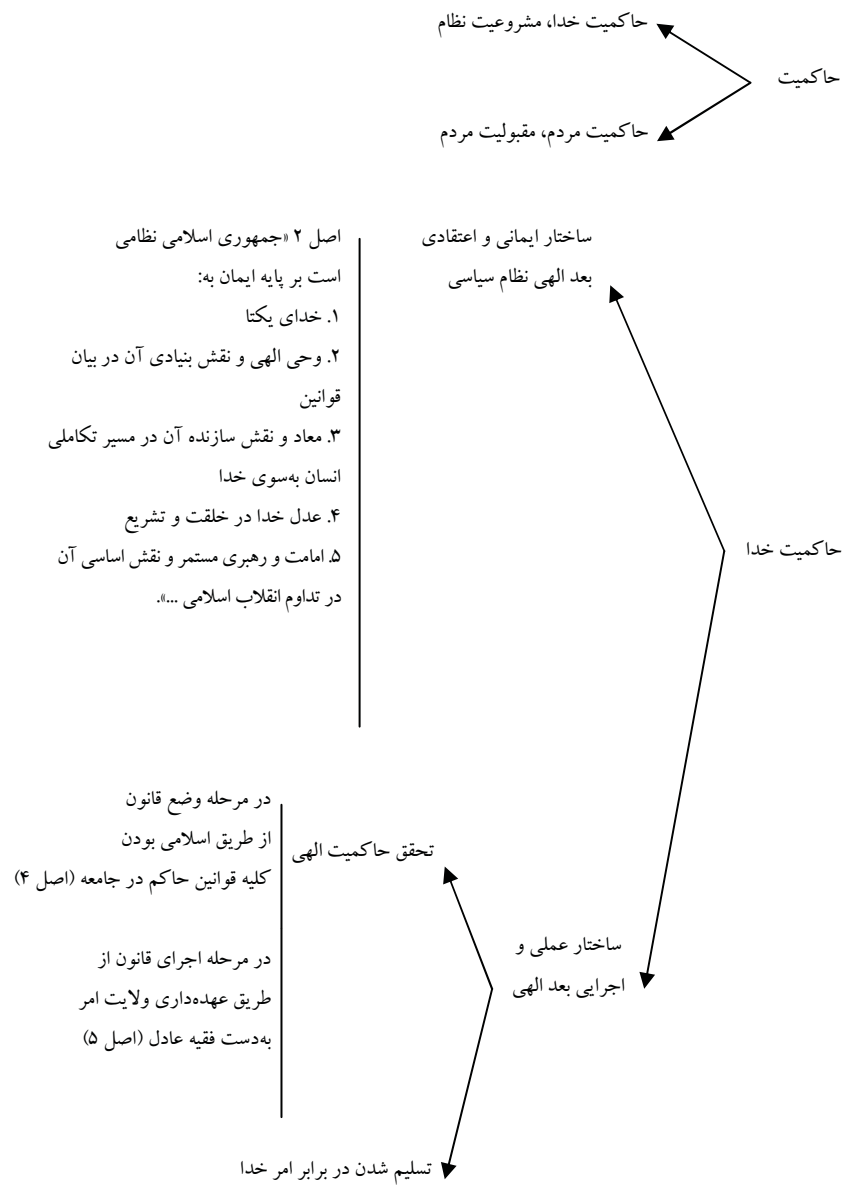 حاکمیت خدا، مشروعیت نظام
حاکمیت
حاکمیت مردم، مقبولیت مردم
ساختار ایمانی و اعتقادی
بعد الهی نظام سیاسی
اصل ۲ «جمهوری اسلامی نظامی
است بر پایه ایمان به:
۱. خدای یکتا
۲. وحی الهی و نقش بنیادی آن در بیان
قوانین
۳. معاد و نقش سازنده آن در مسیر تکاملی
انسان به‌سوی خدا
۴. عدل خدا در خلقت و تشریع
۵. امامت و رهبری مستمر و نقش اساسی آن
در تداوم انقلاب اسلامی ...».
حاکمیت خدا
ساختار عملی و
اجرایی بعد الهی
تحقق حاکمیت الهی
در مرحله وضع قانون
از طریق اسلامی بودن
کلیه قوانین حاکم در جامعه (اصل ۴)
در مرحله اجرای قانون از
طریق عهده‌داری ولایت امر
به‌دست فقیه عادل (اصل ۵)
تسلیم شدن در برابر امر خدا